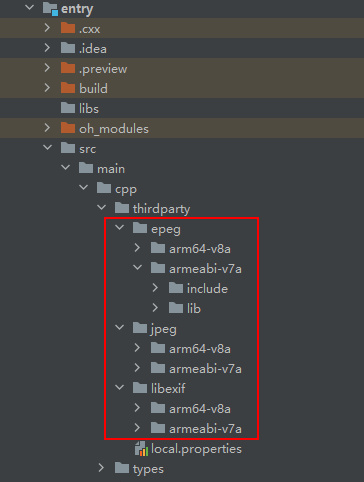 entry
.cxx
.idea
.preview
build
libs
oh_modules
src
main
cpp
thirdparty
epeg
arm64-v8a
armeabi-v7a
include
lib
jpeg
arm64-v8a
armeabi-v7a
libexif
arm64-v8a
armeabi-v7a
local.properties
types